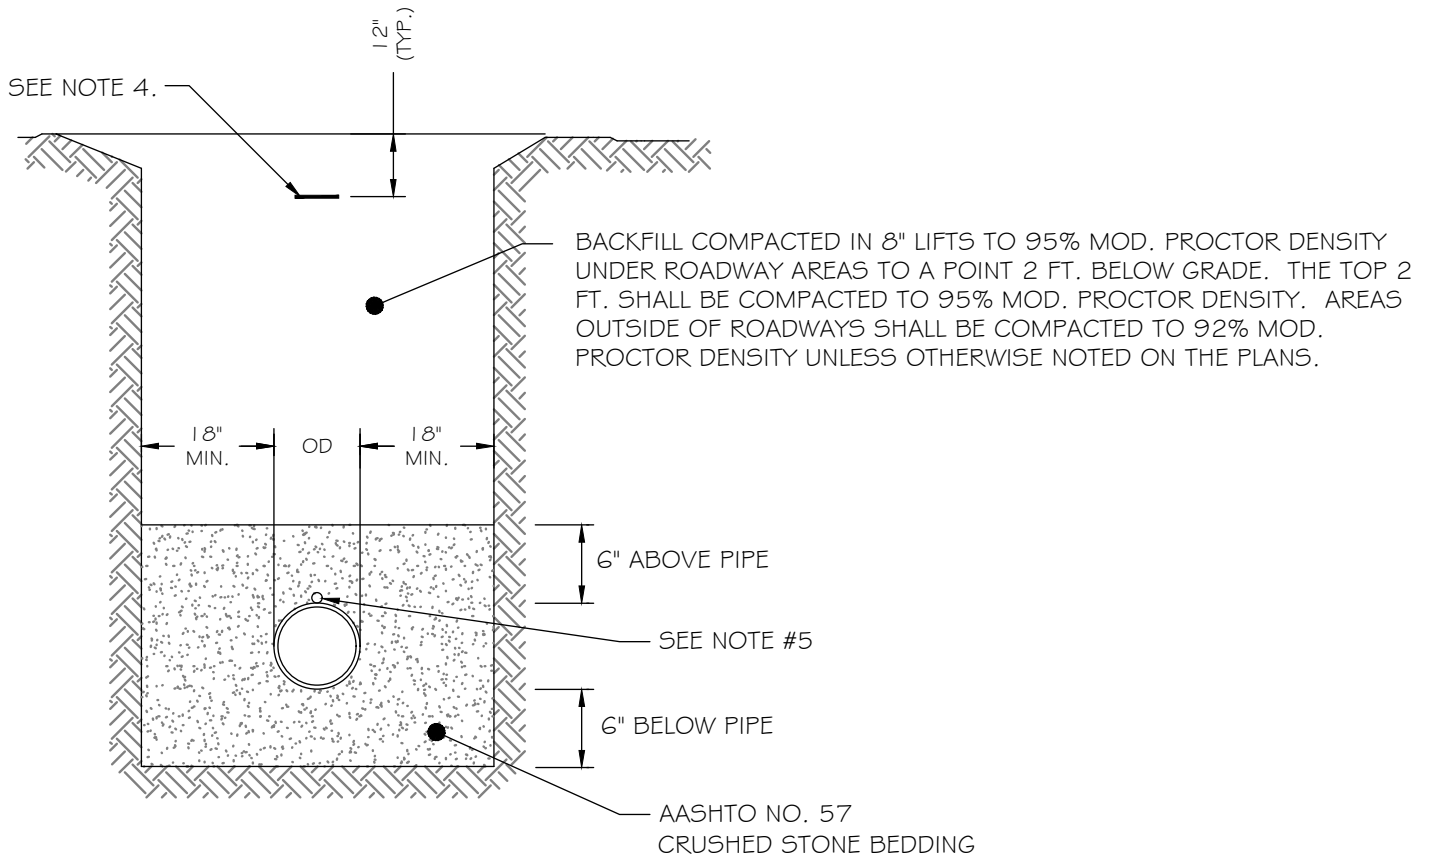 12"
(TYP.)
SEE NOTE 4.
BACKFILL COMPACTED IN 8" LIFTS TO 95% MOD. PROCTOR DENSITY
UNDER ROADWAY AREAS TO A POINT 2 FT. BELOW GRADE. THE TOP 2
FT. SHALL BE COMPACTED TO 95% MOD. PROCTOR DENSITY. AREAS
OUTSIDE OF ROADWAYS SHALL BE COMPACTED TO 92% MOD.
PROCTOR DENSITY UNLESS OTHERWISE NOTED ON THE PLANS.
18"
MIN.
OD
18"
MIN.
6" ABOVE PIPE
SEE NOTE #5
6" BELOW PIPE
AASHTO NO. 57
CRUSHED STONE BEDDING